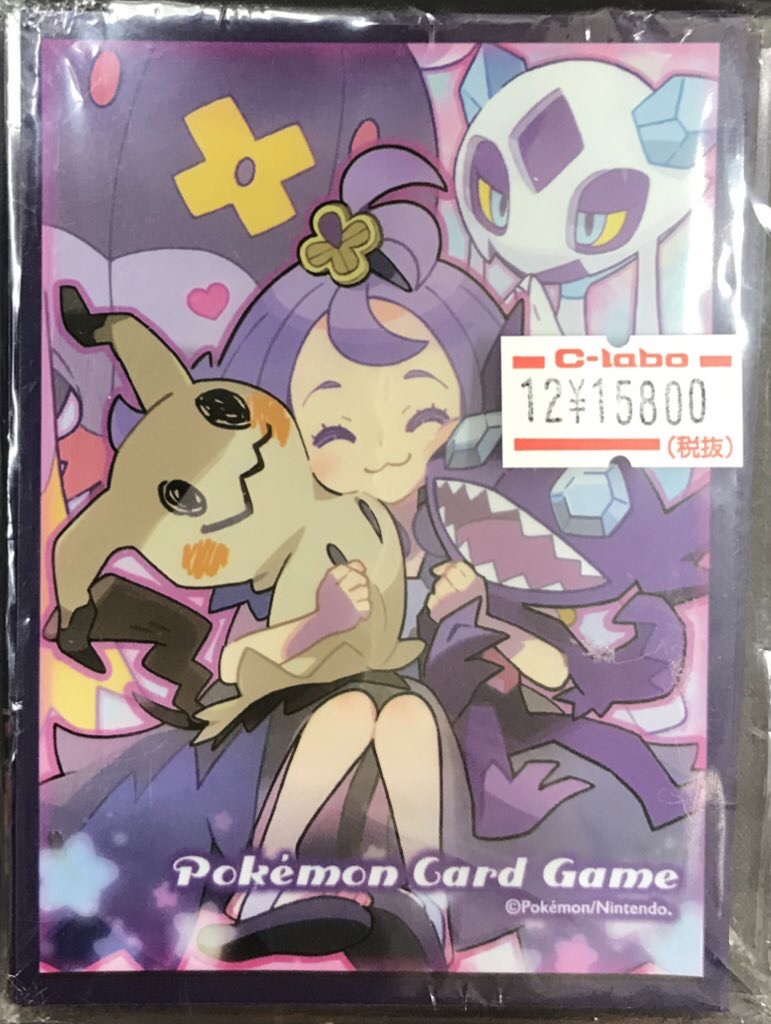 C-labo
12¥15800
(税抜)
Pokémon Card Game
©Pokémon/Nintendo.